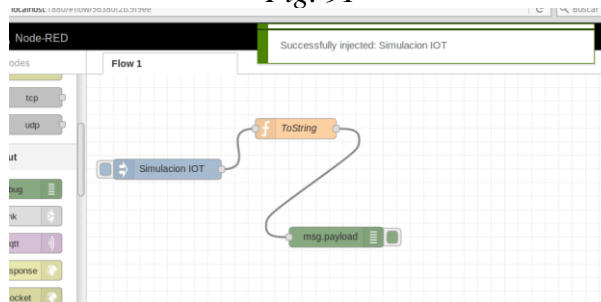 Fig. 91
localhost:1880/#flow/56380f2b.5f9ee
Buscar
Node-RED
Successfully injected: Simulacion IOT
odes
Flow 1
tcp
udp
ToString
ut
Simulacion IOT
bug
nk
msg.payload
qtt
sponse
ocket